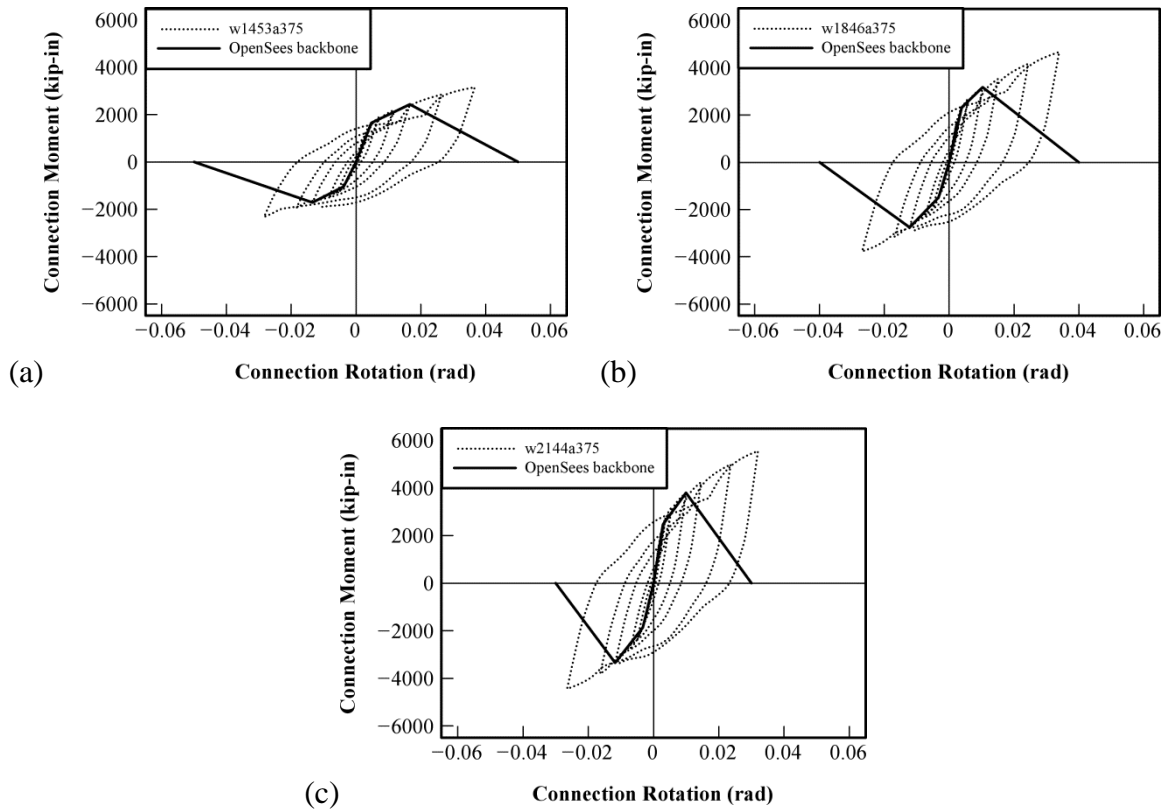 6000
4000
2000
0
−2000
−4000
−6000
Connection Moment (kip-in)
w1453a375
OpenSees backbone
−0.06 −0.04 −0.02 0 0.02 0.04 0.06
Connection Rotation (rad)
(a)
6000
4000
2000
0
−2000
−4000
−6000
Connection Moment (kip-in)
w1846a375
OpenSees backbone
−0.06 −0.04 −0.02 0 0.02 0.04 0.06
Connection Rotation (rad)
(b)
6000
4000
2000
0
−2000
−4000
−6000
Connection Moment (kip-in)
w2144a375
OpenSees backbone
−0.06 −0.04 −0.02 0 0.02 0.04 0.06
Connection Rotation (rad)
(c)